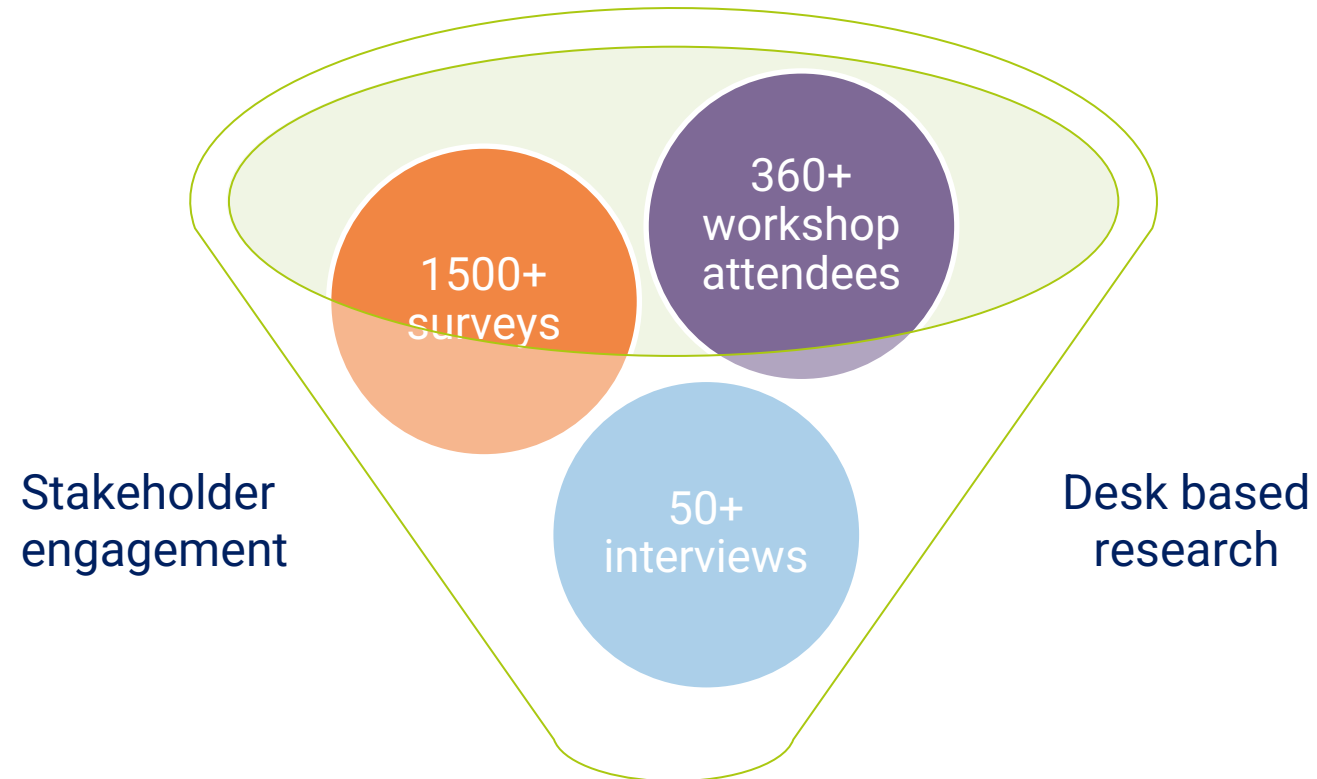 360+
workshop
attendees
1500+
surveys
50+
interviews
Stakeholder
engagement
Desk based
research